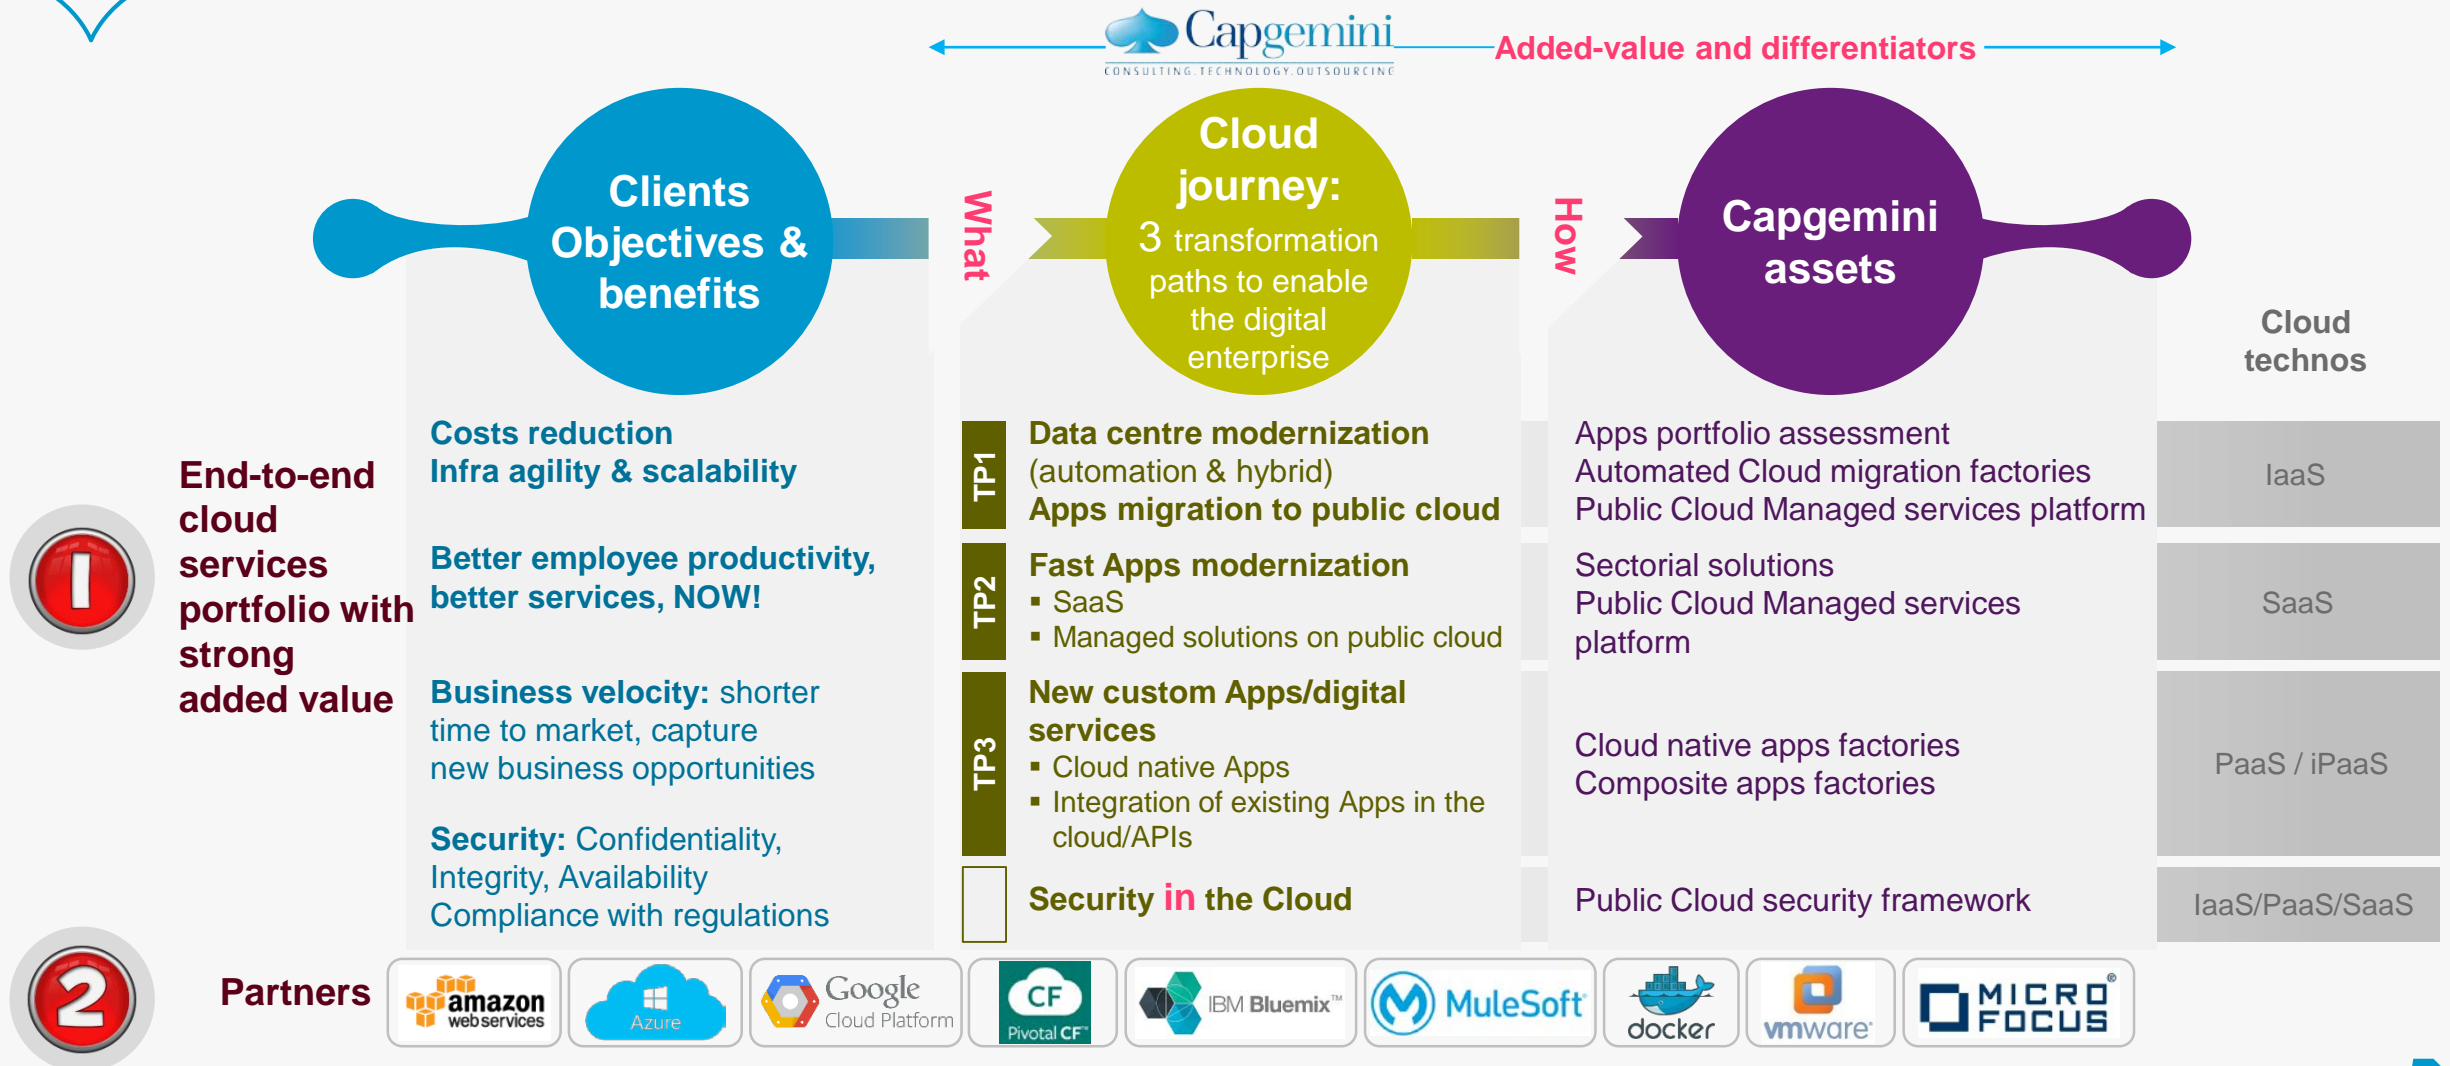 Capgemini
CONSULTING.TECHNOLOGY.OUTSOURCING
Added-value and differentiators
Clients
Objectives &
benefits
What
Cloud
journey:
3 transformation
paths to enable
the digital
enterprise
How
Capgemini
assets
Cloud
technos
1
End-to-end
cloud
services
portfolio with
strong
added value
Costs reduction
Infra agility & scalability
TP1
Data centre modernization
(automation & hybrid)
Apps migration to public cloud
Apps portfolio assessment
Automated Cloud migration factories
Public Cloud Managed services platform
IaaS
Better employee productivity,
better services, NOW!
TP2
Fast Apps modernization
▪ SaaS
▪ Managed solutions on public cloud
Sectorial solutions
Public Cloud Managed services
platform
SaaS
Business velocity: shorter
time to market, capture
new business opportunities
TP3
New custom Apps/digital
services
▪ Cloud native Apps
▪ Integration of existing Apps in the
cloud/APIs
Cloud native apps factories
Composite apps factories
PaaS / iPaaS
Security: Confidentiality,
Integrity, Availability
Compliance with regulations
Security in the Cloud
Public Cloud security framework
IaaS/PaaS/SaaS
2
Partners
amazon
webservices
Azure
Google
Cloud Platform
CF
Pivotal CF™
IBM Bluemix™
MuleSoft
docker
vmware
MICRO
FOCUS®